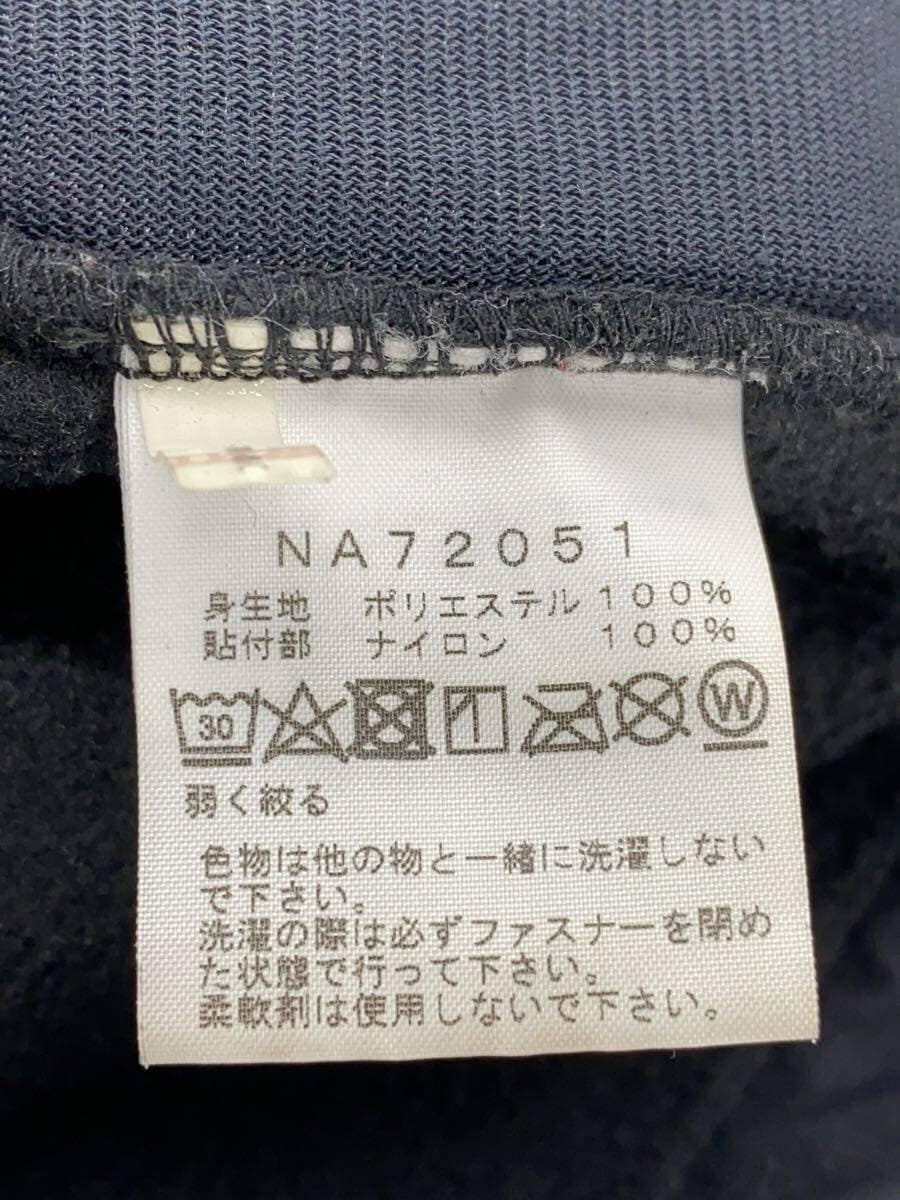 NA72051
身生地 ポリエステル 100%
貼付部 ナイロン 100%
30 W
弱く絞る
色物は他の物と一緒に洗濯しない
で下さい。
洗濯の際は必ずファスナーを閉め
た状態で行って下さい。
柔軟剤は使用しないで下さい。